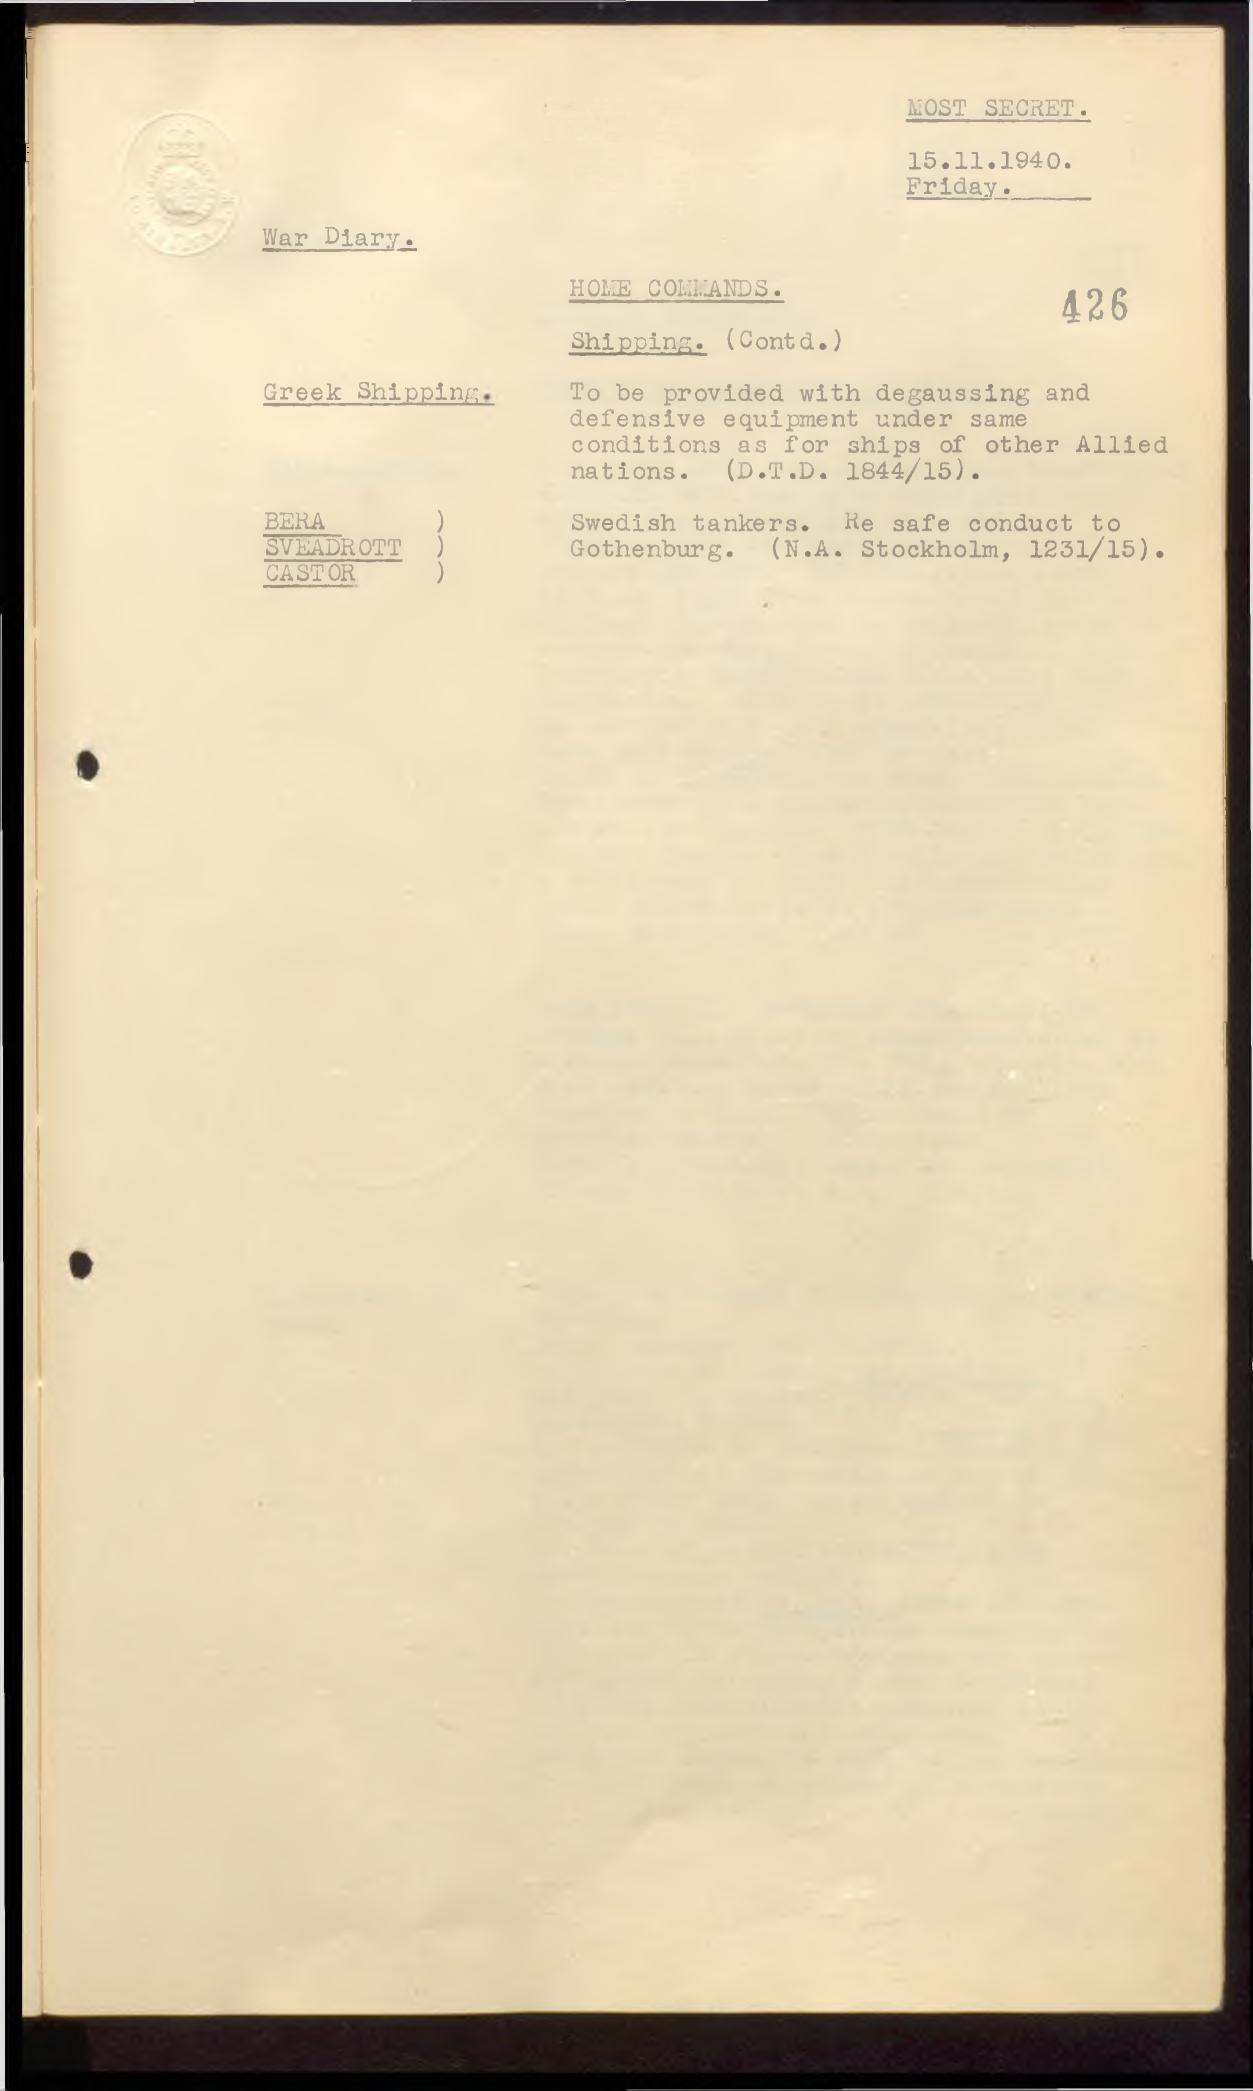 MOST SECRET.
15.11.1940.
Friday.
War Diary.
HOME COMMANDS.
426
Shipping. (Contd.)
Greek Shipping. To be provided with degaussing and
defensive equipment under same
conditions as for ships of other Allied
nations. (D.T.D. 1844/15).
BERA ) Swedish tankers. Re safe conduct to
SVEADROTT ) Gothenburg. (N.A. Stockholm, 1231/15).
CASTOR )